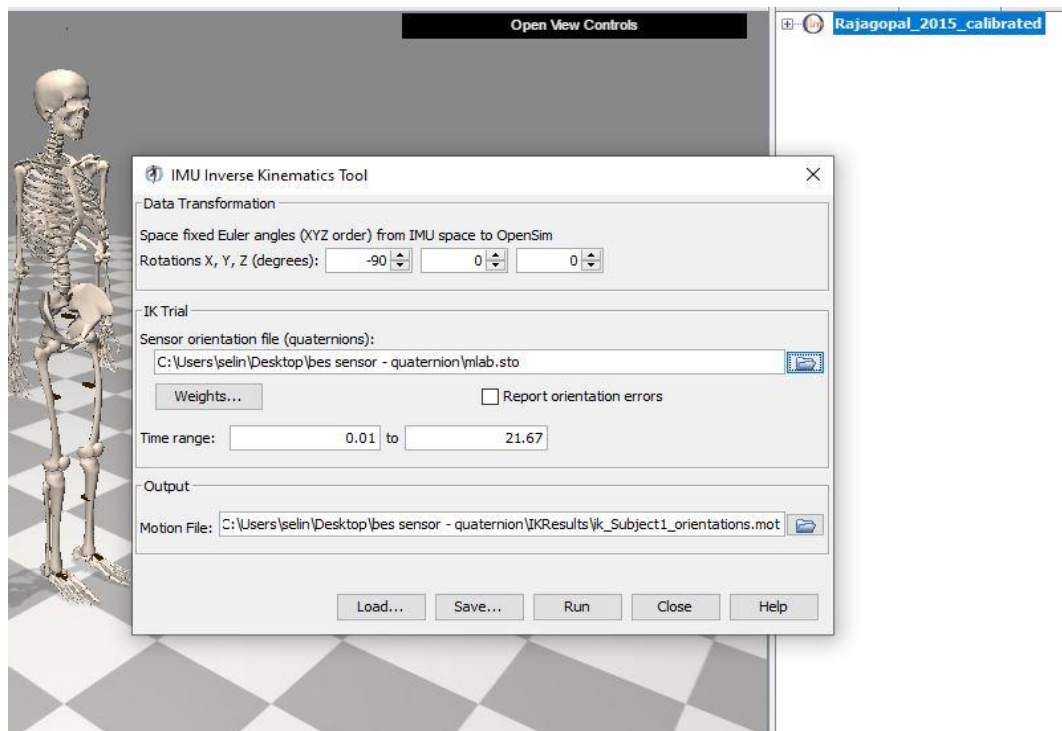 Open View Controls
Rajagopal_2015_calibrated
IMU Inverse Kinematics Tool
Data Transformation
Space fixed Euler angles (XYZ order) from IMU space to OpenSim
Rotations X, Y, Z (degrees): -90 0 0
IK Trial
Sensor orientation file (quaternions):
C:\Users\selin\Desktop\bes sensor - quaternion\mlab.sto
Weights... Report orientation errors
Time range: 0.01 to 21.67
Output
Motion File: C:\Users\selin\Desktop\bes sensor - quaternion\IKResults\ik_Subject1_orientations.mot
Load... Save... Run Close Help